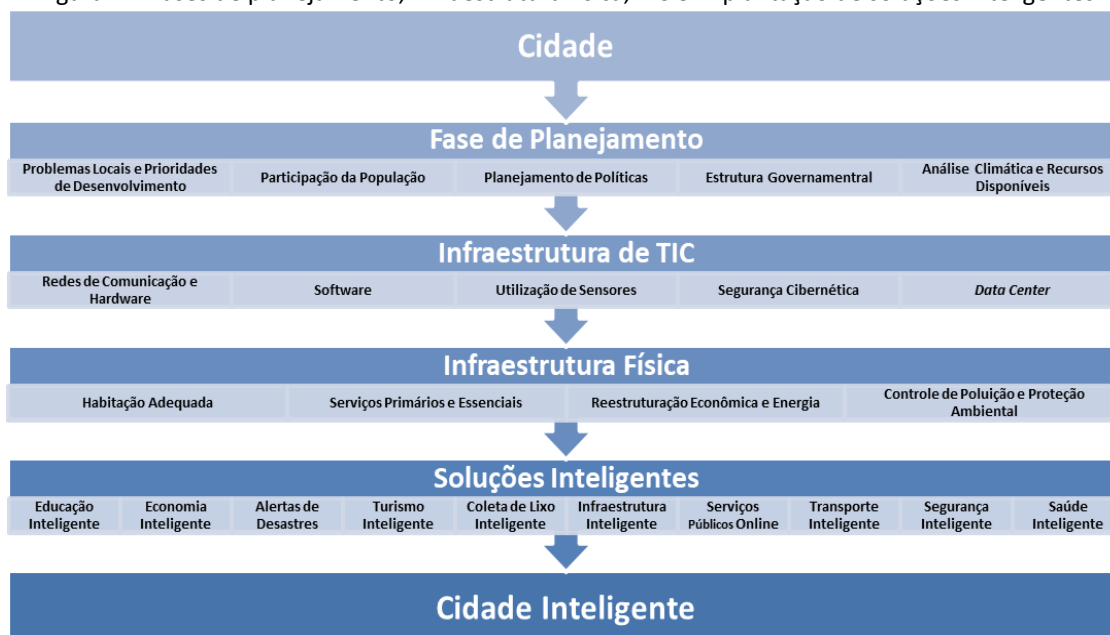 Cidade
Fase de Planejamento
Problemas Locais e Prioridades
de Desenvolvimento
Participação da População
Planejamento de Políticas
Estrutura Governamentral
Análise Climática e Recursos
Disponíveis
Infraestrutura de TIC
Redes de Comunicação e
Hardware
Software
Utilização de Sensores
Segurança Cibernética
Data Center
Infraestrutura Física
Habitação Adequada
Serviços Primários e Essenciais
Reestruturação Econômica e Energia
Controle de Poluição e Proteção
Ambiental
Soluções Inteligentes
Educação
Inteligente
Economia
Inteligente
Alertas de
Desastres
Turismo
Inteligente
Coleta de Lixo
Inteligente
Infraestrutura
Inteligente
Serviços
Públicos Online
Transporte
Inteligente
Segurança
Inteligente
Saúde
Inteligente
Cidade Inteligente